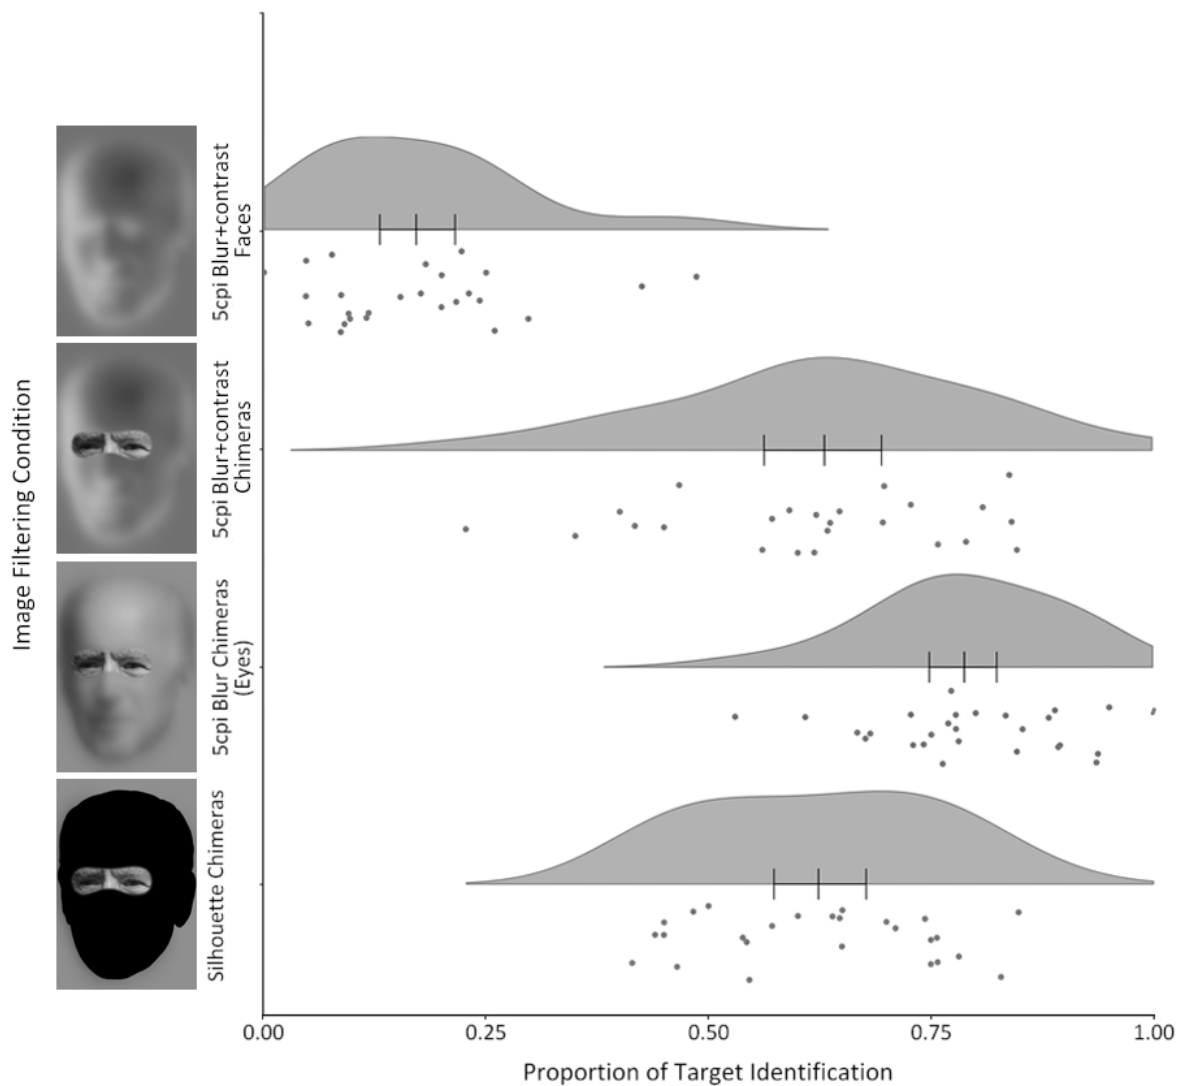 Image Filtering Condition
5cpi Blur+contrast
Faces
5cpi Blur+contrast
Chimeras
5cpi Blur Chimeras
(Eyes)
Silhouette Chimeras
0.00
0.25
0.50
0.75
1.00
Proportion of Target Identification